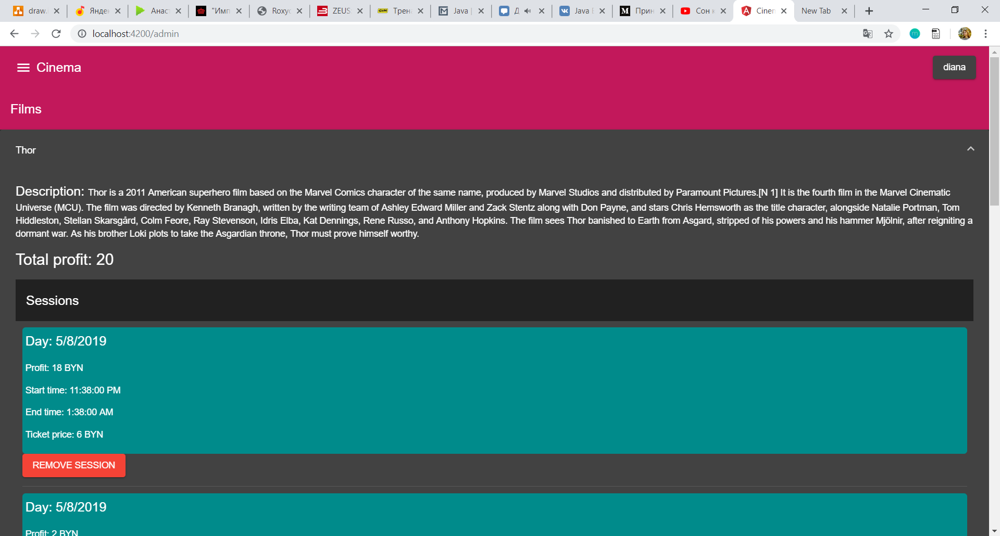 draw.
Яндек
Анаст
"Имп
Roxyc
ZEUS:
GYM
Трена
Java |
Д
Java E
Прин
Сон к
Cinem
New Tab
localhost:4200/admin
Cinema
diana
Films
Thor
Description: Thor is a 2011 American superhero film based on the Marvel Comics character of the same name, produced by Marvel Studios and distributed by Paramount Pictures.[N 1] It is the fourth film in the Marvel Cinematic
Universe (MCU). The film was directed by Kenneth Branagh, written by the writing team of Ashley Edward Miller and Zack Stentz along with Don Payne, and stars Chris Hemsworth as the title character, alongside Natalie Portman, Tom
Hiddleston, Stellan Skarsgård, Colm Feore, Ray Stevenson, Idris Elba, Kat Dennings, Rene Russo, and Anthony Hopkins. The film sees Thor banished to Earth from Asgard, stripped of his powers and his hammer Mjölnir, after reigniting a
dormant war. As his brother Loki plots to take the Asgardian throne, Thor must prove himself worthy.
Total profit: 20
Sessions
Day: 5/8/2019
Profit: 18 BYN
Start time: 11:38:00 PM
End time: 1:38:00 AM
Ticket price: 6 BYN
REMOVE SESSION
Day: 5/8/2019
Profit: 2 BYN